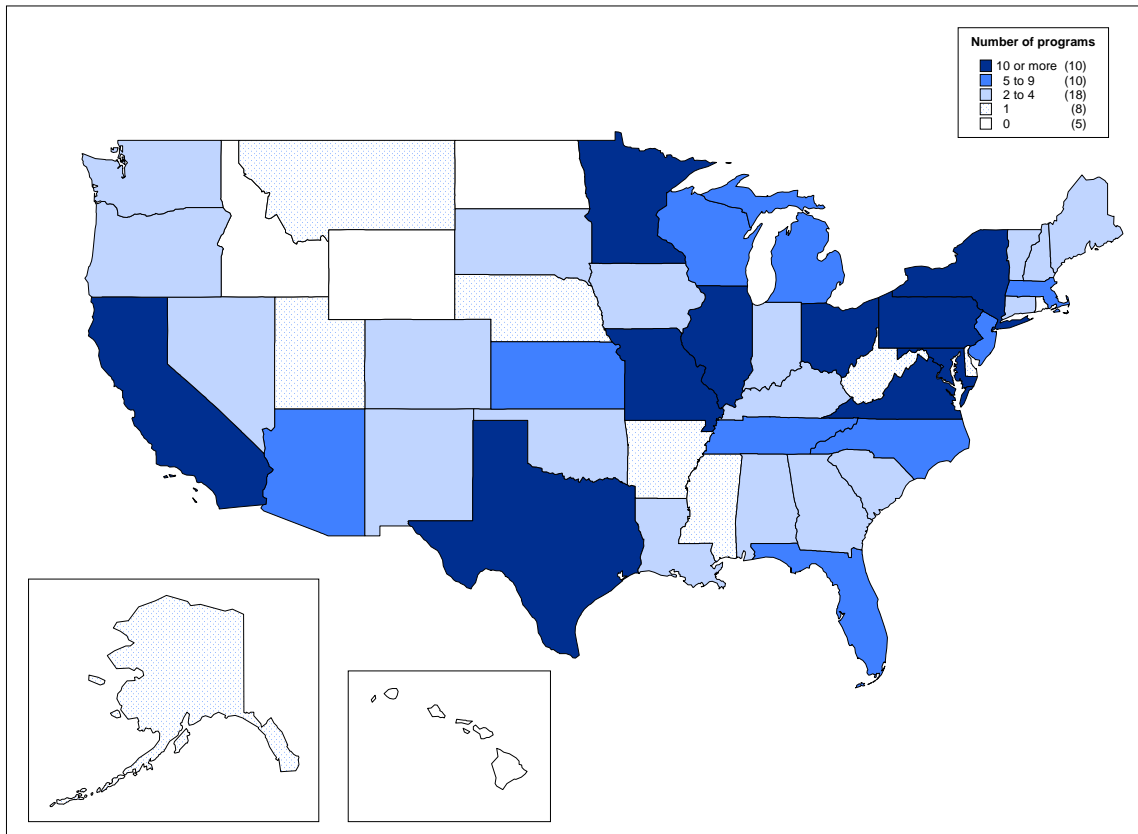 Number of programs
10 or more (10)
5 to 9 (10)
2 to 4 (18)
1 (8)
0 (5)